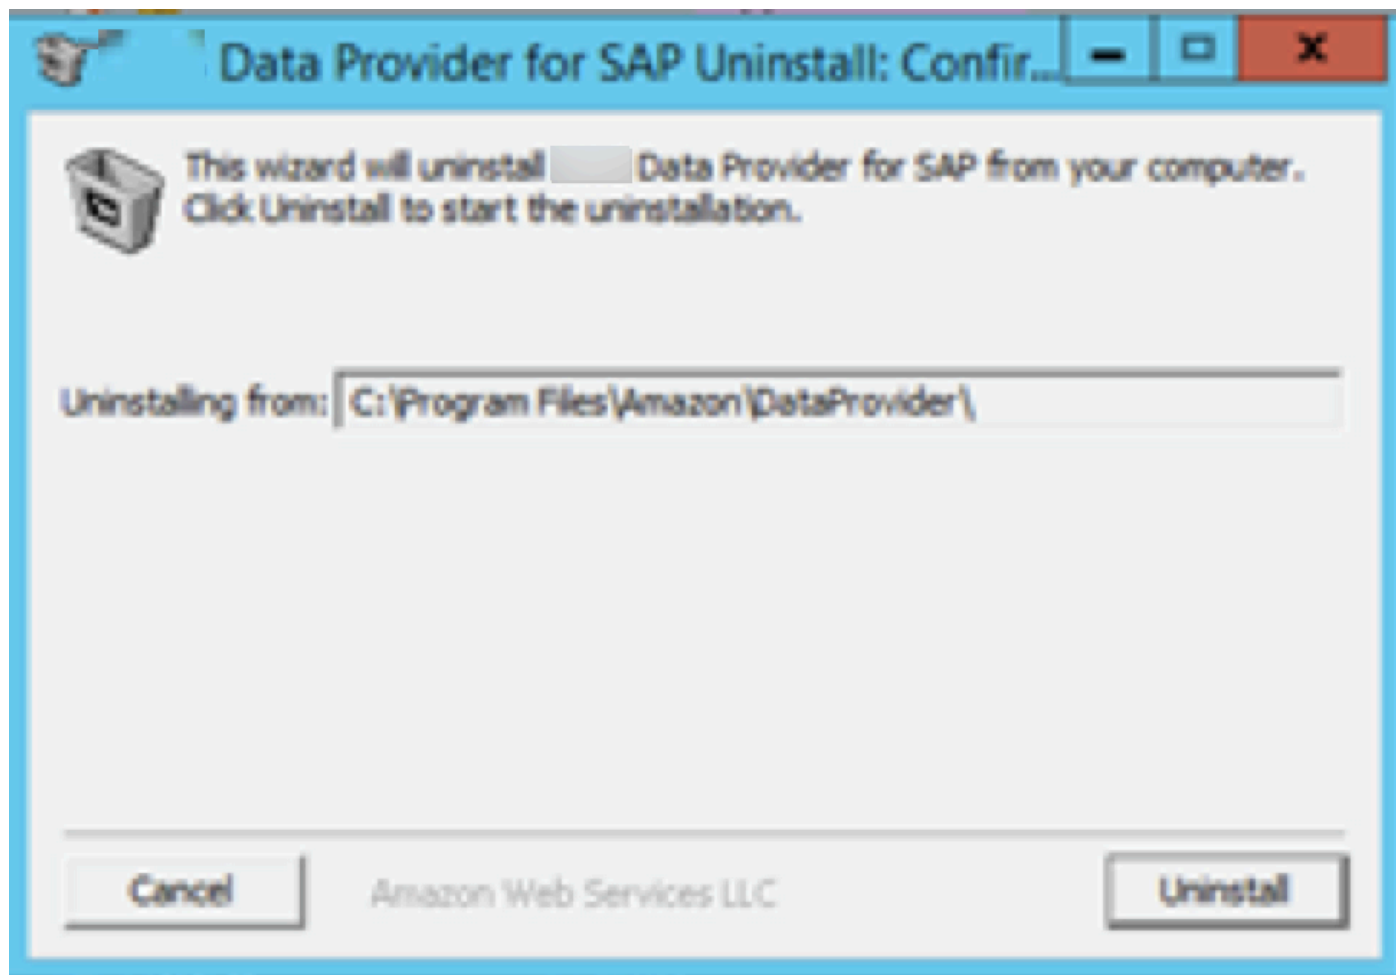 Data Provider for SAP Uninstall: Confir...
This wizard will uninstall Data Provider for SAP from your computer.
Click Uninstall to start the uninstallation.
Uninstalling from: C:\Program Files\Amazon\DataProvider\
Cancel
Amazon Web Services LLC
Uninstall